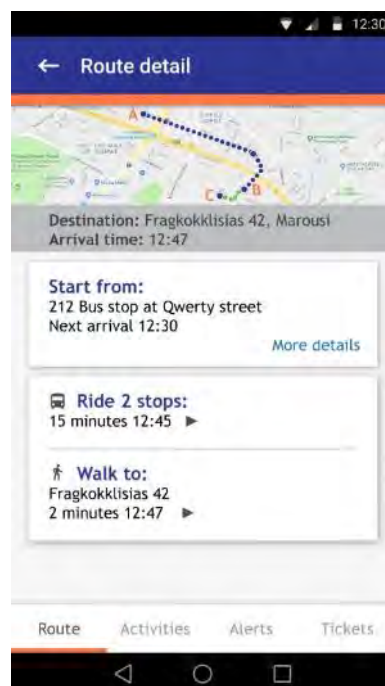 12:30
Route detail
A
B
C
Destination: Fragkokklisias 42, Marousi
Arrival time: 12:47
Start from:
212 Bus stop at Qwerty street
Next arrival 12:30
More details
Ride 2 stops:
15 minutes 12:45
Walk to:
Fragkokklisias 42
2 minutes 12:47
Route Activities Alerts Tickets